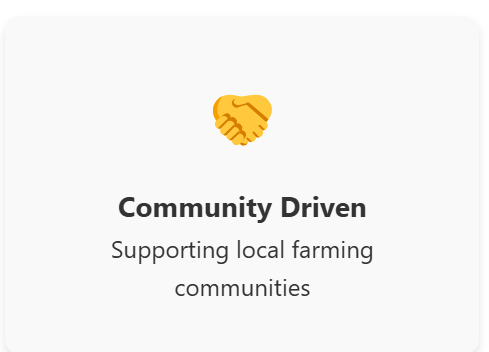 Community Driven
Supporting local farming
communities